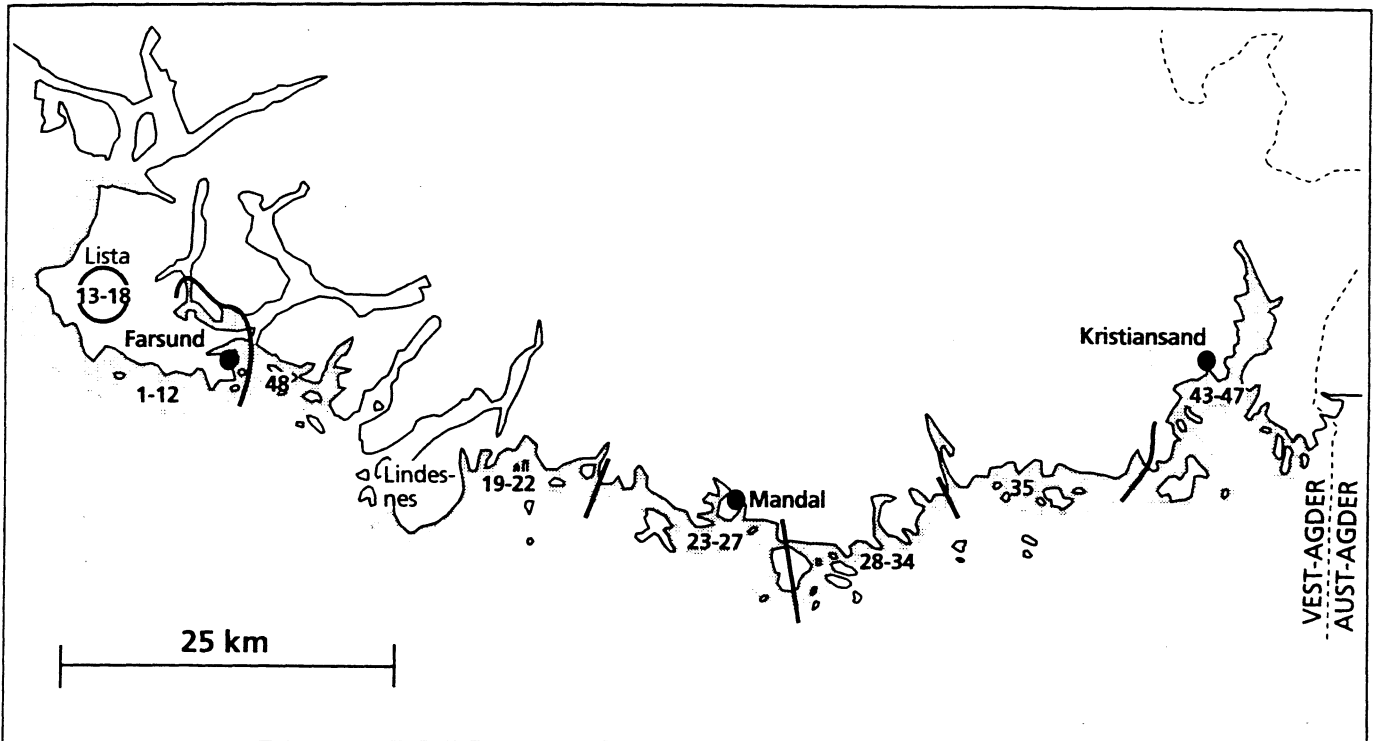 Lista
13-18
Farsund
1-12
48
Lindes-
nes
19-22
23-27
Mandal
28-34
35
Kristiansand
43-47
VEST-AGDER
AUST-AGDER
25 km